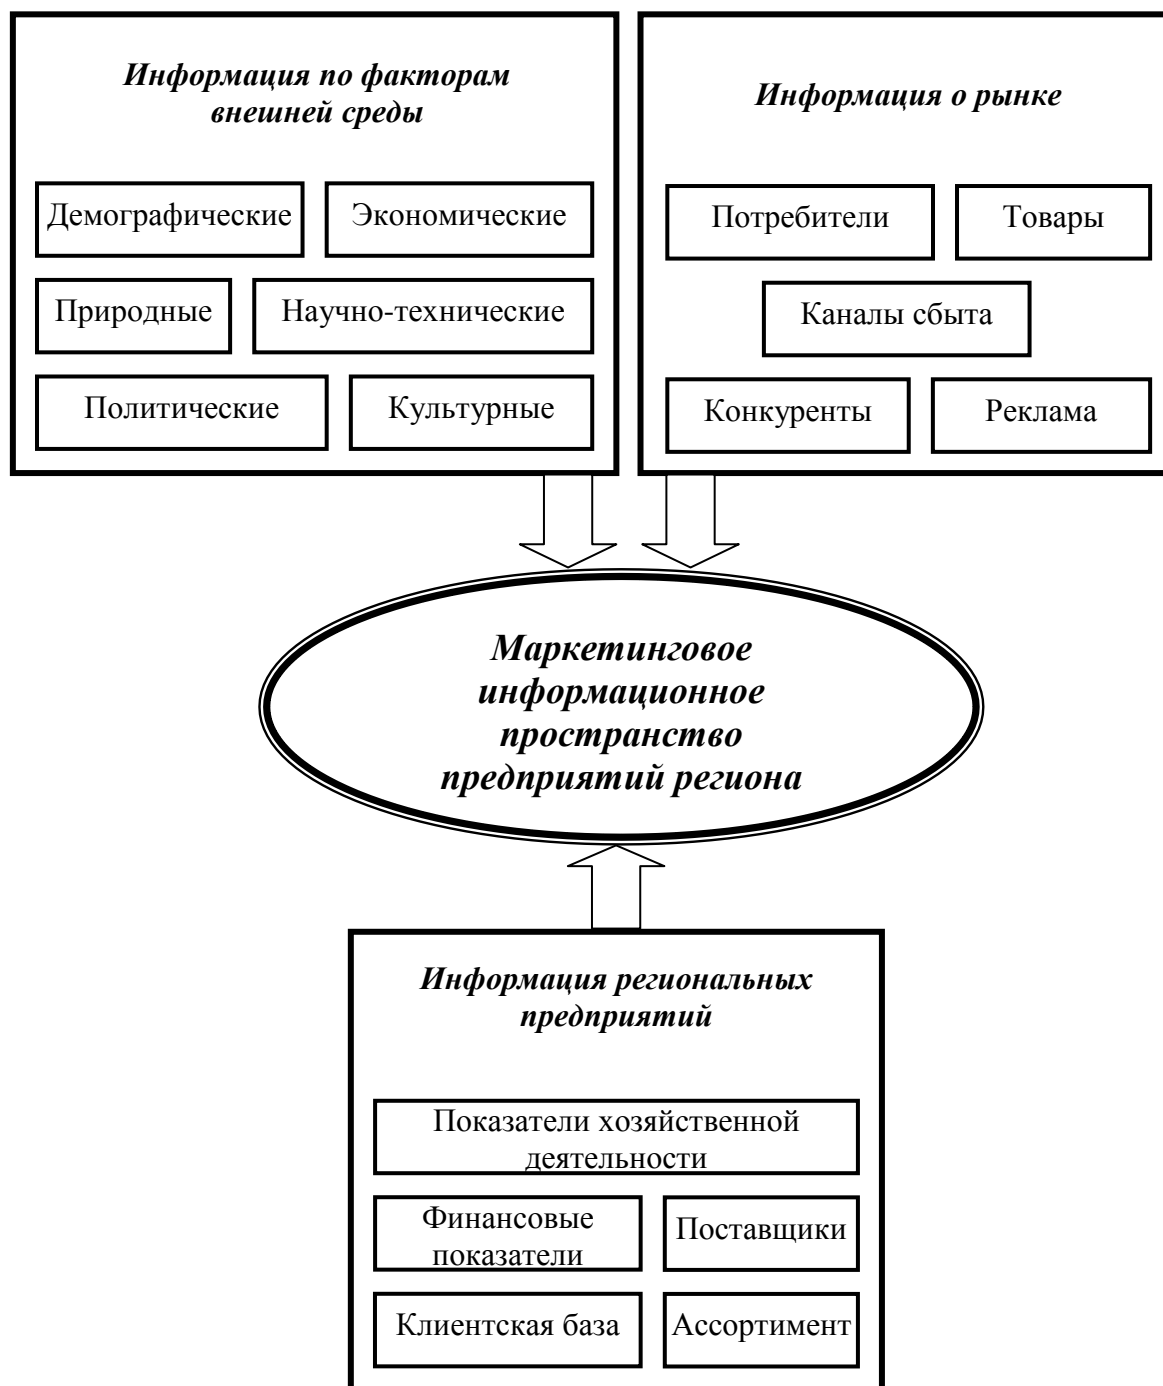 Информация по факторам
внешней среды
Демографические
Экономические
Природные
Научно-технические
Политические
Культурные
Информация о рынке
Потребители
Товары
Каналы сбыта
Конкуренты
Реклама
Маркетинговое
информационное
пространство
предприятий региона
Информация региональных
предприятий
Показатели хозяйственной
деятельности
Финансовые
показатели
Поставщики
Клиентская база
Ассортимент